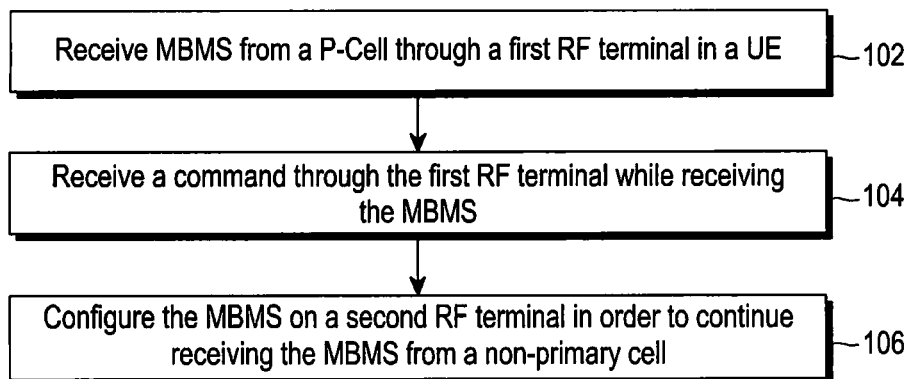 Receive MBMS from a P-Cell through a first RF terminal in a UE
102
Receive a command through the first RF terminal while receiving
the MBMS
104
Configure the MBMS on a second RF terminal in order to continue
receiving the MBMS from a non-primary cell
106